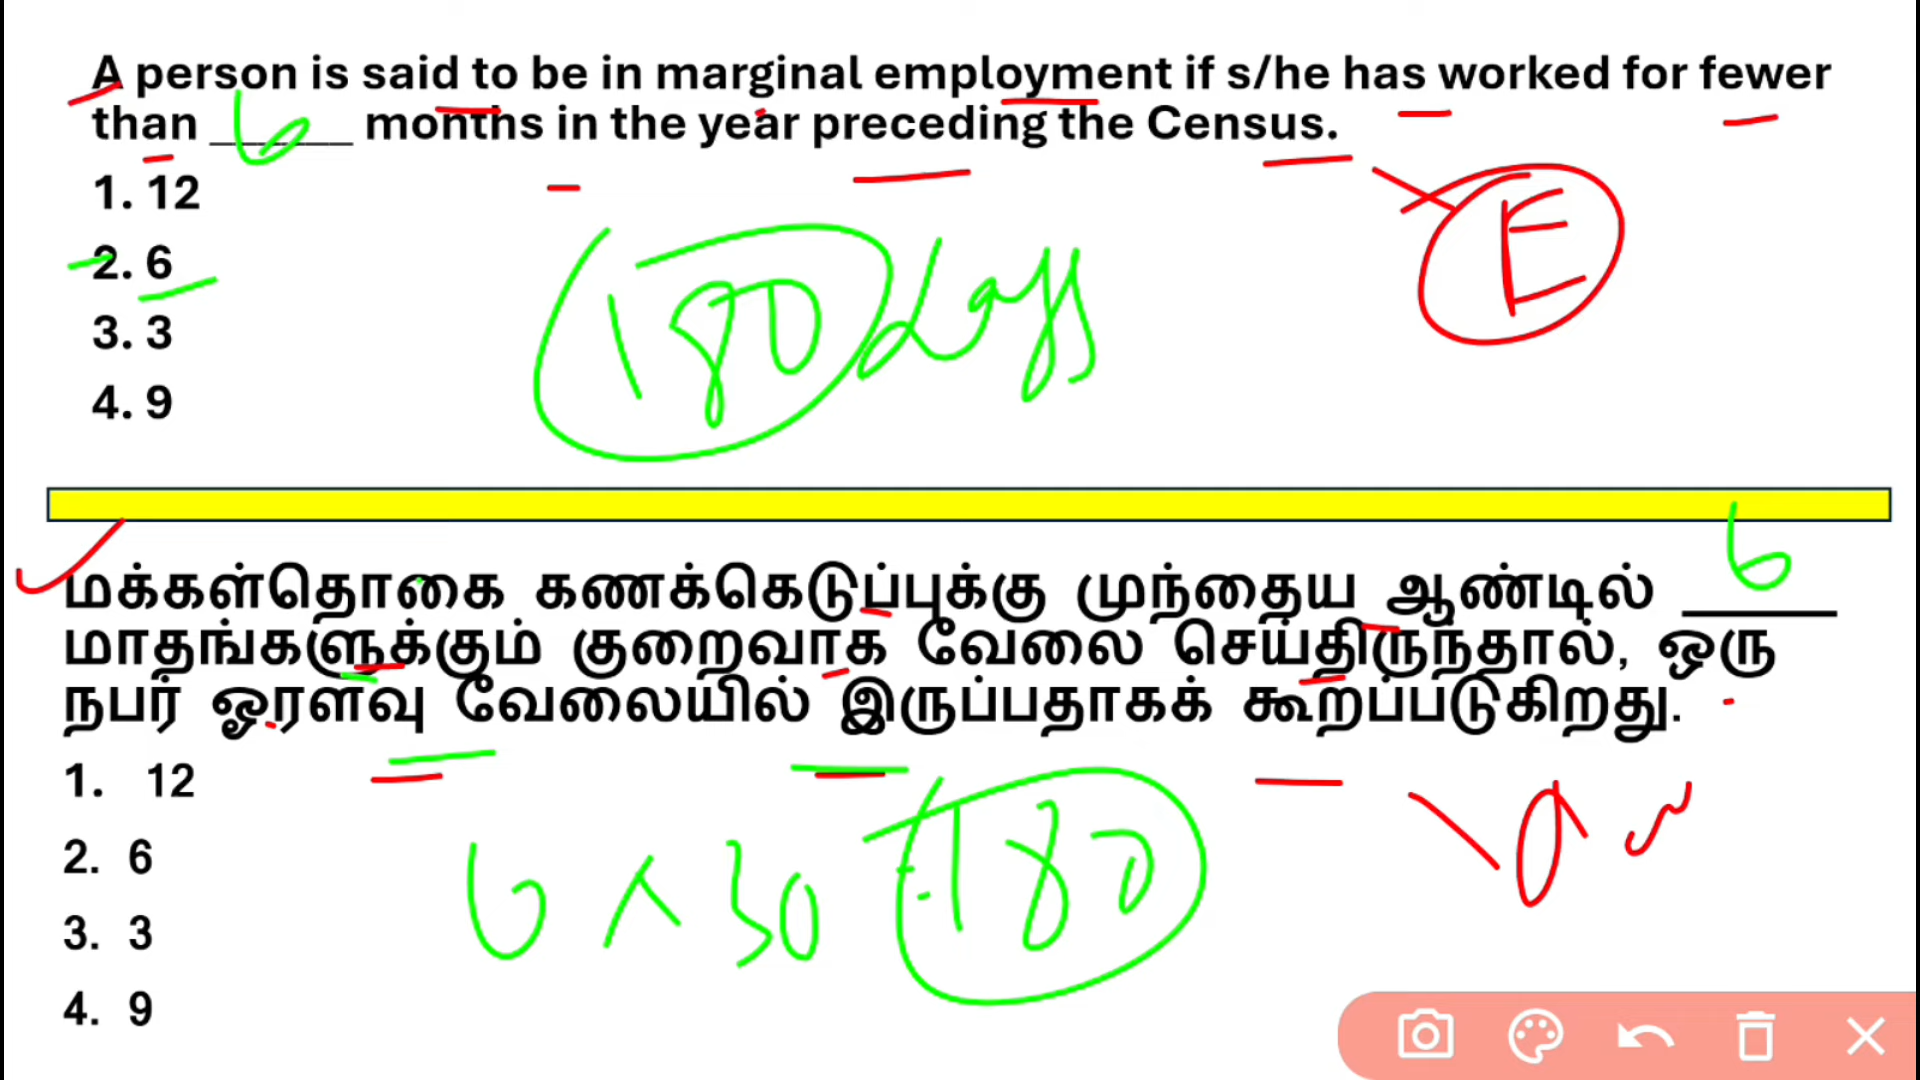 A person is said to be in marginal employment if s/he has worked for fewer
than ______ months in the year preceding the Census.
6
1. 12
2. 6
3. 3
4. 9
180 days
E
6
மக்கள்தொகை கணக்கெடுப்புக்கு முந்தைய ஆண்டில் ______
மாதங்களுக்கும் குறைவாக வேலை செய்திருந்தால், ஒரு
நபர் ஓரளவு வேலையில் இருப்பதாகக் கூறப்படுகிறது.
1. 12
2. 6
3. 3
4. 9
6 × 30 = 180